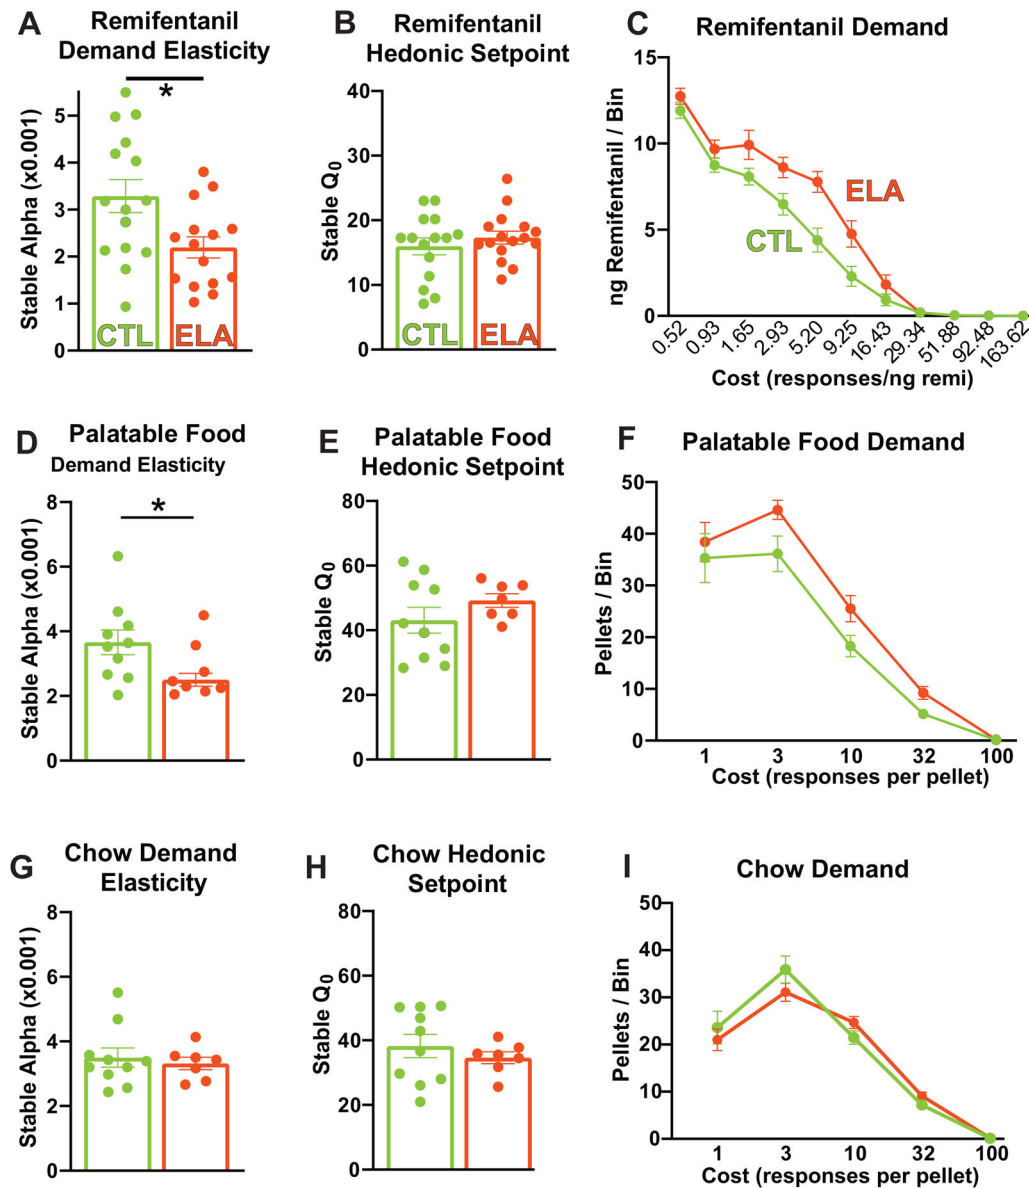 A
Remifentanil
Demand Elasticity
*
Stable Alpha (x0.001)
5
4
3
2
1
0
CTL
ELA
B
Remifentanil
Hedonic Setpoint
Stable Q0
40
30
20
10
0
CTL
ELA
C
Remifentanil Demand
ng Remifentanil / Bin
15
10
5
0
ELA
CTL
0.52 0.93 1.65 2.93 5.20 9.25 16.43 29.34 51.88 92.48 163.62
Cost (responses/ng remi)
D
Palatable Food
Demand Elasticity
*
Stable Alpha (x0.001)
8
6
4
2
0
E
Palatable Food
Hedonic Setpoint
Stable Q0
80
60
40
20
0
F
Palatable Food Demand
Pellets / Bin
50
40
30
20
10
0
1 3 10 32 100
Cost (responses per pellet)
G
Chow Demand
Elasticity
Stable Alpha (x0.001)
8
6
4
2
0
H
Chow Hedonic
Setpoint
Stable Q0
80
60
40
20
0
I
Chow Demand
Pellets / Bin
50
40
30
20
10
0
1 3 10 32 100
Cost (responses per pellet)